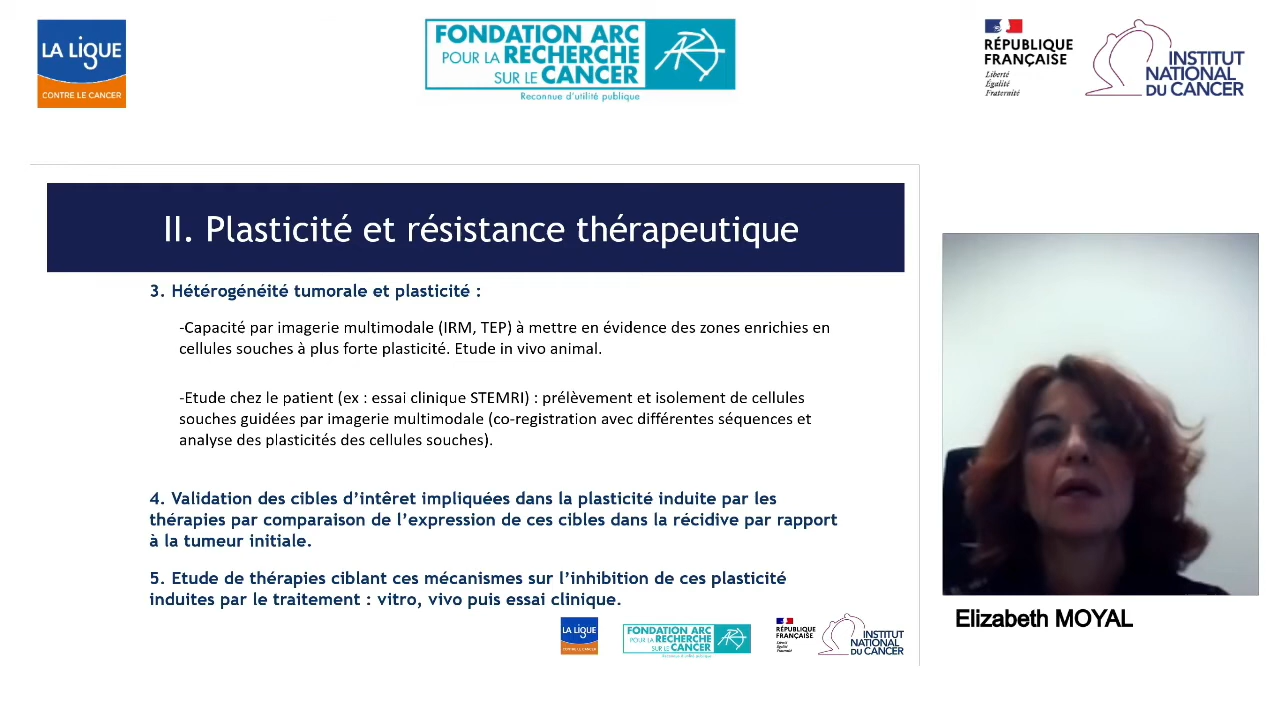 LA LIGUE
CONTRE LE CANCER
FONDATION ARC
POUR LA RECHERCHE
SUR LE CANCER
Reconnue d'utilité publique
RÉPUBLIQUE
FRANÇAISE
Liberté
Égalité
Fraternité
INSTITUT
NATIONAL
DU CANCER
II. Plasticité et résistance thérapeutique
3. Hétérogénéité tumorale et plasticité :
-Capacité par imagerie multimodale (IRM, TEP) à mettre en évidence des zones enrichies en
cellules souches à plus forte plasticité. Etude in vivo animal.
-Etude chez le patient (ex : essai clinique STEMRI) : prélèvement et isolement de cellules
souches guidées par imagerie multimodale (co-registration avec différentes séquences et
analyse des plasticités des cellules souches).
4. Validation des cibles d'intêret impliquées dans la plasticité induite par les
thérapies par comparaison de l'expression de ces cibles dans la récidive par rapport
à la tumeur initiale.
5. Etude de thérapies ciblant ces mécanismes sur l'inhibition de ces plasticité
induites par le traitement : vitro, vivo puis essai clinique.
LA LIGUE
CONTRE LE CANCER
FONDATION ARC
POUR LA RECHERCHE
SUR LE CANCER
RÉPUBLIQUE
FRANÇAISE
INSTITUT
NATIONAL
DU CANCER
Elizabeth MOYAL